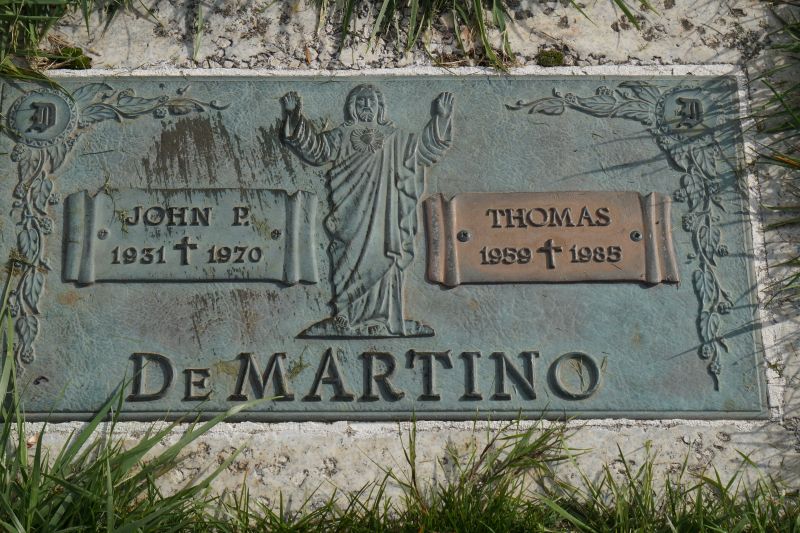 D
D
JOHN P.
1931 ✝ 1970
THOMAS
1959 ✝ 1985
DeMARTINO